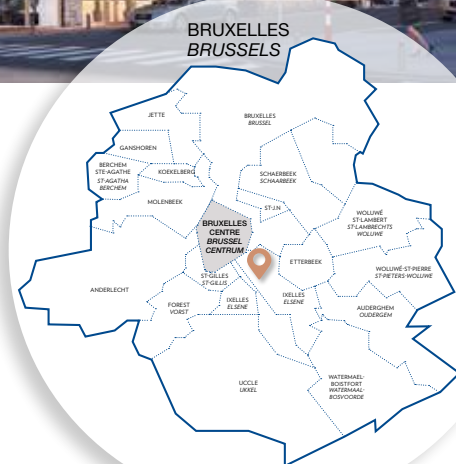 BRUXELLES
BRUSSELS
JETTE
BRUXELLES
BRUSSEL
GANSHOREN
BERCHEM
STE-AGATHE
ST-AGATHA
BERCHEM
KOEKELBERG
SCHAERBEEK
SCHAARBEEK
MOLENBEEK
ST-J.N
WOLUWÉ
ST-LAMBERT
ST-LAMBRECHTS
WOLUWE
BRUXELLES
CENTRE
BRUSSEL
CENTRUM
ETTERBEEK
WOLUWÉ-ST-PIERRE
ST-PIETERS-WOLUWE
ANDERLECHT
ST-GILLES
ST-GILLIS
IXELLES
ELSENE
IXELLES
ELSENE
FOREST
VORST
AUDERGHEM
OUDERGEM
UCCLE
UKKEL
WATERMAEL-
BOISTFORT
WATERMAAL-
BOSVOORDE